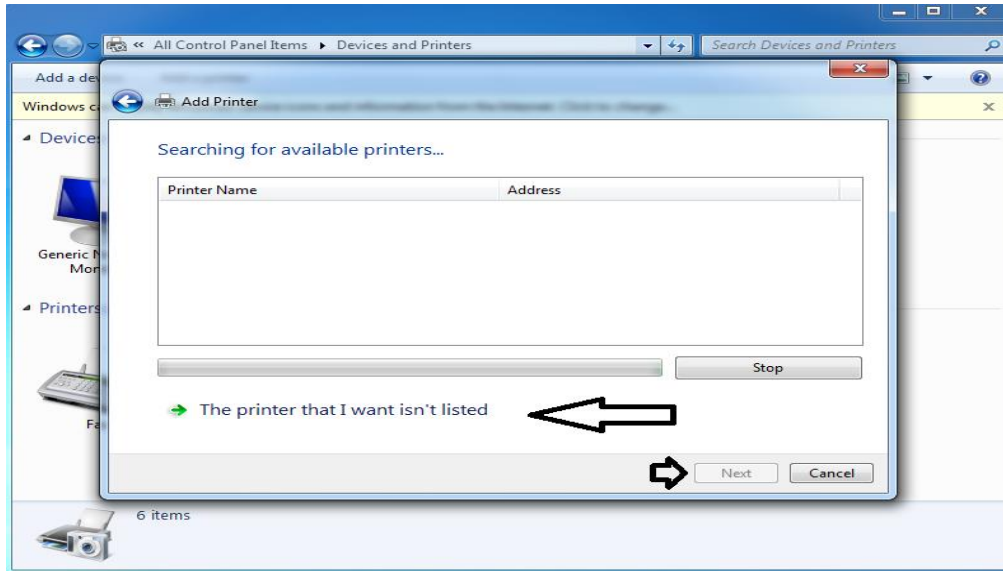 All Control Panel Items Devices and Printers Search Devices and Printers
Add a de
Add Printer
Windows c
Device
Searching for available printers...
Printer Name Address
Generic N
Mon
Printers
Stop
The printer that I want isn't listed
Fa
Next Cancel
6 items